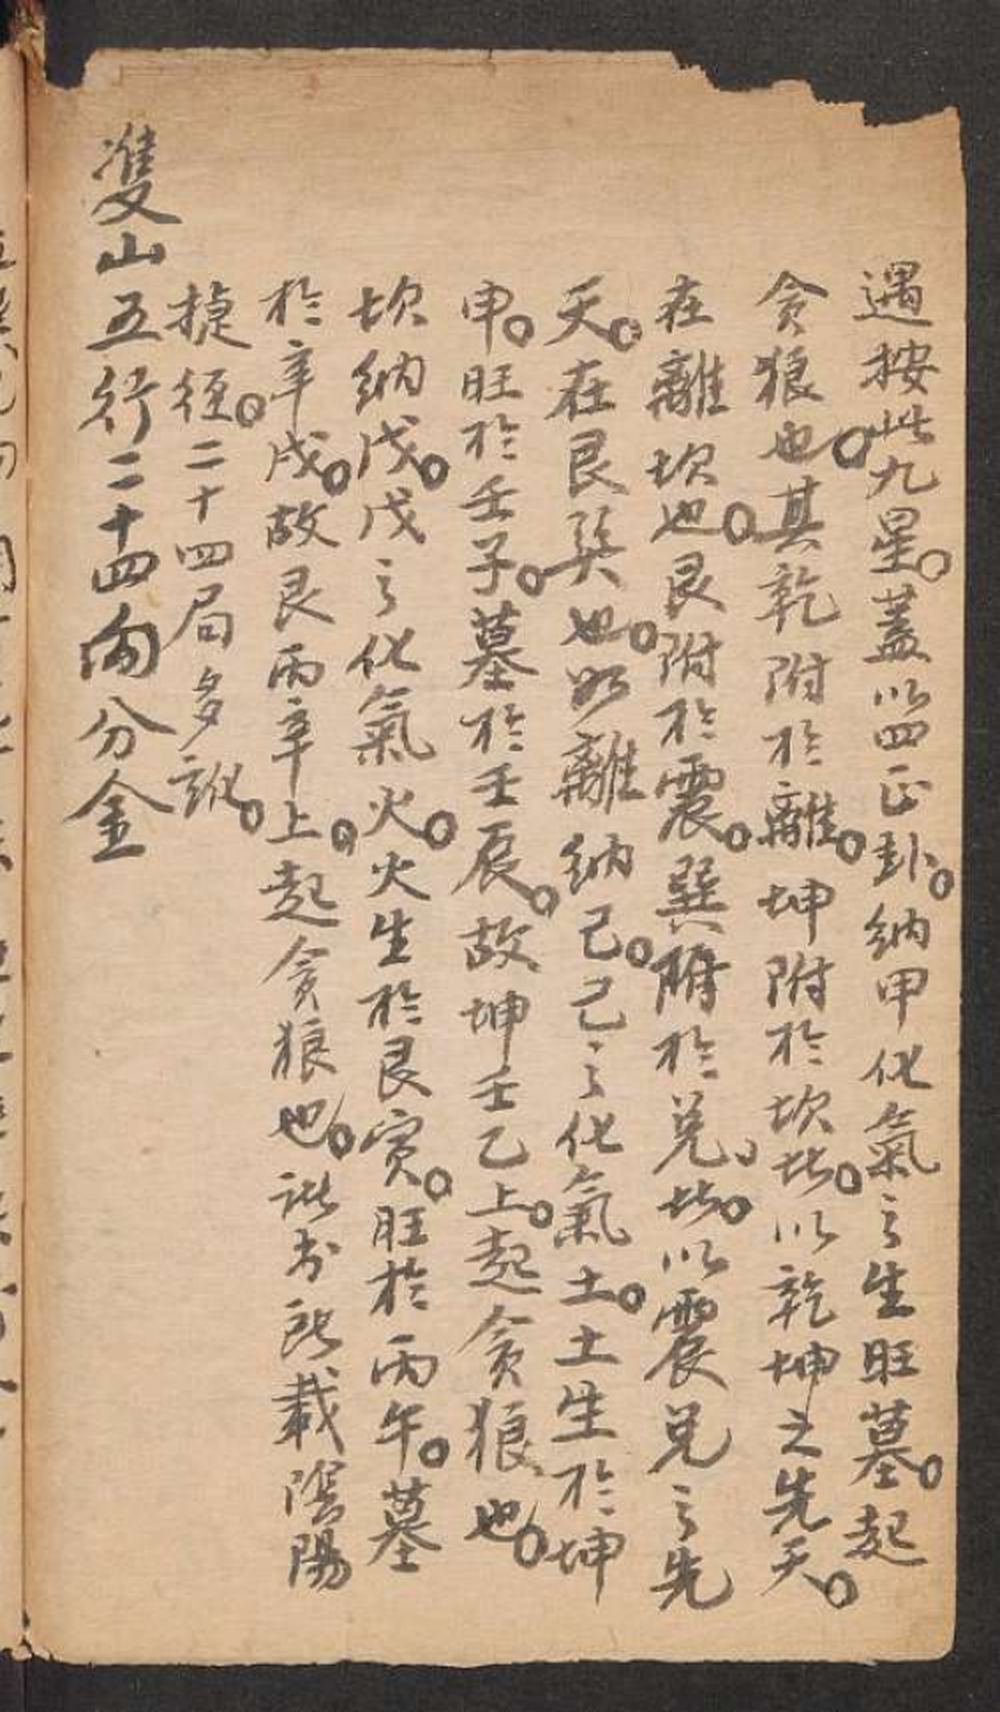 遇按此九星。蓋以四正卦。納甲化氣之生旺墓。起
貪狼也。其乾附於離。坤附於坎。此以乾坤之先天。
在離坎也。艮附於震。巽附於兌。此。以震兌之先
天。在艮巽也。如離納己。己之化氣土。土生於坤
申。旺於壬子。墓於壬辰。故坤壬乙上。起貪狼也。
坎納戊。戊之化氣火。火生於艮寅。旺於丙午。墓
於辛戌。故艮丙辛上。起貪狼也。此書所載陰陽
捷徑。二十四局多訛。
雙山五行二十四向分金